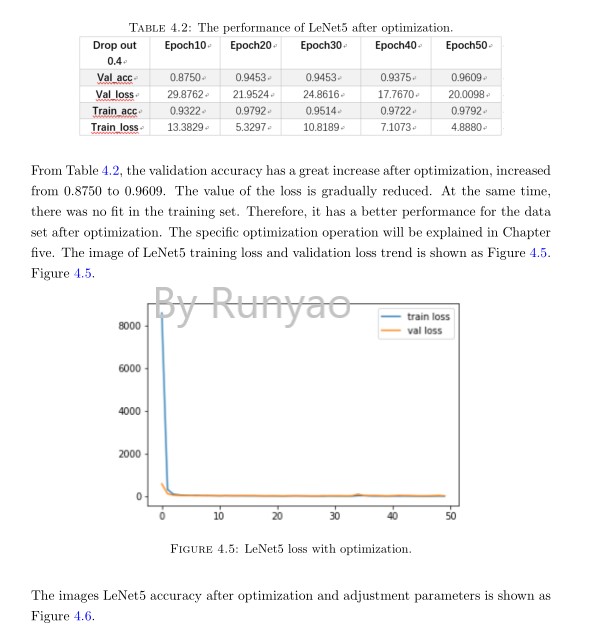 TABLE 4.2: The performance of LeNet5 after optimization.
Drop out 0.4 Epoch10 Epoch20 Epoch30 Epoch40 Epoch50
Val_acc 0.8750 0.9453 0.9453 0.9375 0.9609
Val_loss 29.8762 21.9524 24.8616 17.7670 20.0098
Train_acc 0.9322 0.9792 0.9514 0.9722 0.9792
Train_loss 13.3829 5.3297 10.8189 7.1073 4.8880
From Table 4.2, the validation accuracy has a great increase after optimization, increased
from 0.8750 to 0.9609. The value of the loss is gradually reduced. At the same time,
there was no fit in the training set. Therefore, it has a better performance for the data
set after optimization. The specific optimization operation will be explained in Chapter
five. The image of LeNet5 training loss and validation loss trend is shown as Figure 4.5.
Figure 4.5.
By Runyao
train loss
val loss
8000
6000
4000
2000
0
0 10 20 30 40 50
FIGURE 4.5: LeNet5 loss with optimization.
The images LeNet5 accuracy after optimization and adjustment parameters is shown as
Figure 4.6.